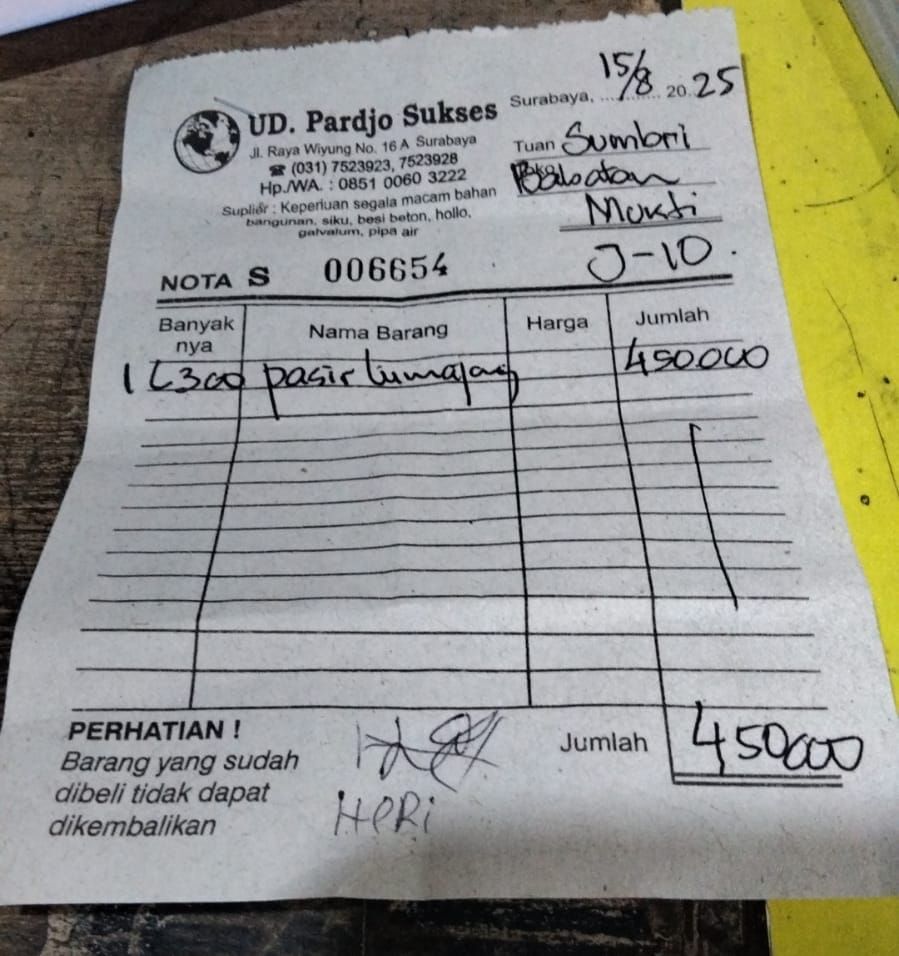 UD. Pardjo Sukses
Jl. Raya Wiyung No. 16 A Surabaya
☎ (031) 7523923, 7523928
Hp./WA. : 0851 0060 3222
Suplier : Keperluan segala macam bahan
bangunan, siku, besi beton, hollo,
galvalum, pipa air
Surabaya, 15/8 2025
Tuan Sumbri
Babatan
Mukti
J-10.
NOTA S 006654
Banyak nya Nama Barang Harga Jumlah
1 L300 pasir lumajang 450.000
PERHATIAN !
Barang yang sudah
dibeli tidak dapat
dikembalikan
HeRi
Jumlah 450000